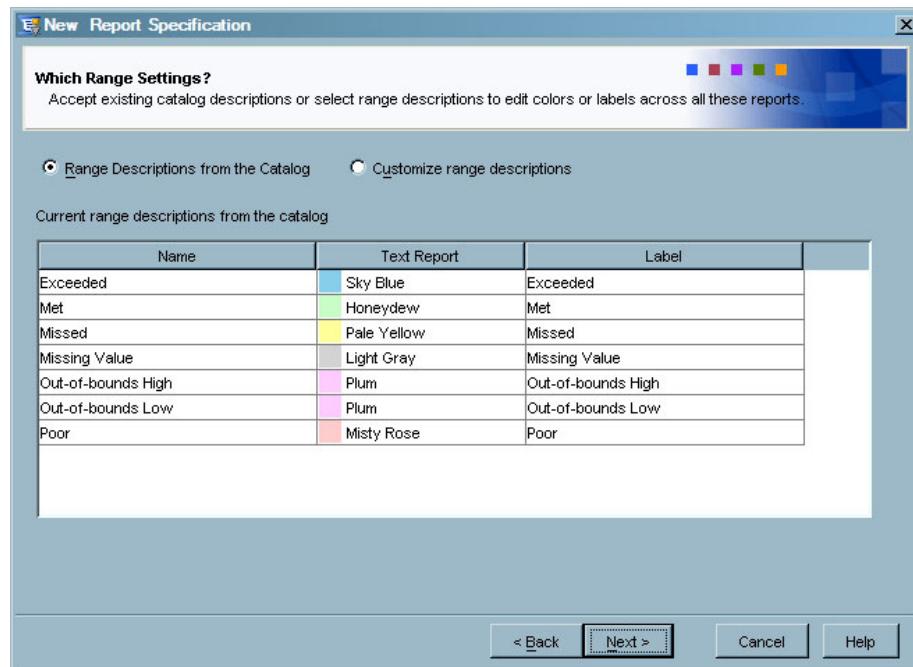 New Report Specification
Which Range Settings?
Accept existing catalog descriptions or select range descriptions to edit colors or labels across all these reports.
Range Descriptions from the Catalog Customize range descriptions
Current range descriptions from the catalog
Name Text Report Label
Exceeded Sky Blue Exceeded
Met Honeydew Met
Missed Pale Yellow Missed
Missing Value Light Gray Missing Value
Out-of-bounds High Plum Out-of-bounds High
Out-of-bounds Low Plum Out-of-bounds Low
Poor Misty Rose Poor
< Back Next > Cancel Help